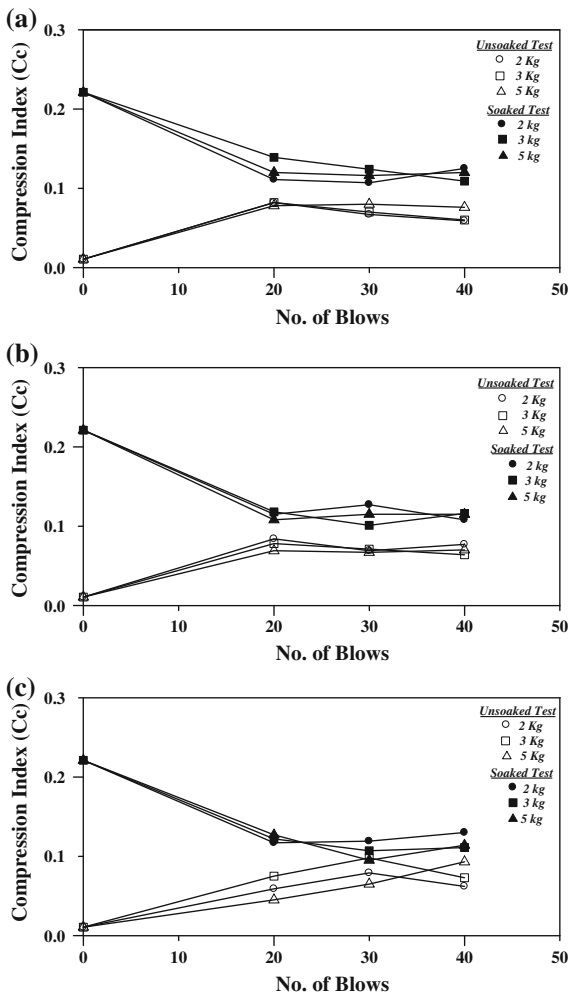 (a)
Compression Index (Cc)
0.3
0.2
0.1
0.0
0 10 20 30 40 50
No. of Blows
Unsoaked Test
2 Kg
3 Kg
5 Kg
Soaked Test
2 kg
3 kg
5 kg
(b)
Compression Index (Cc)
0.3
0.2
0.1
0.0
0 10 20 30 40 50
No. of Blows
Unsoaked Test
2 Kg
3 Kg
5 Kg
Soaked Test
2 kg
3 kg
5 kg
(c)
Compression Index (Cc)
0.3
0.2
0.1
0.0
0 10 20 30 40 50
No. of Blows
Unsoaked Test
2 Kg
3 Kg
5 Kg
Soaked Test
2 kg
3 kg
5 kg